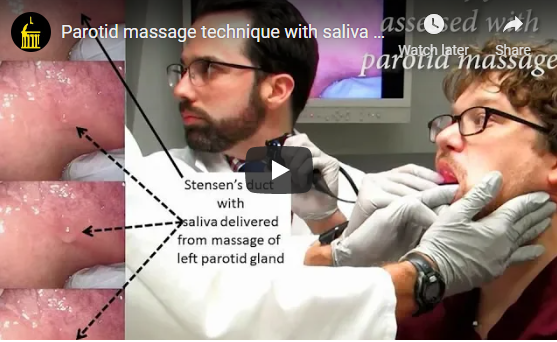 Parotid massage technique with saliva ...
assessed with
Watch later
Share
parotid massage
Stensen's duct
with
saliva delivered
from massage of
left parotid gland